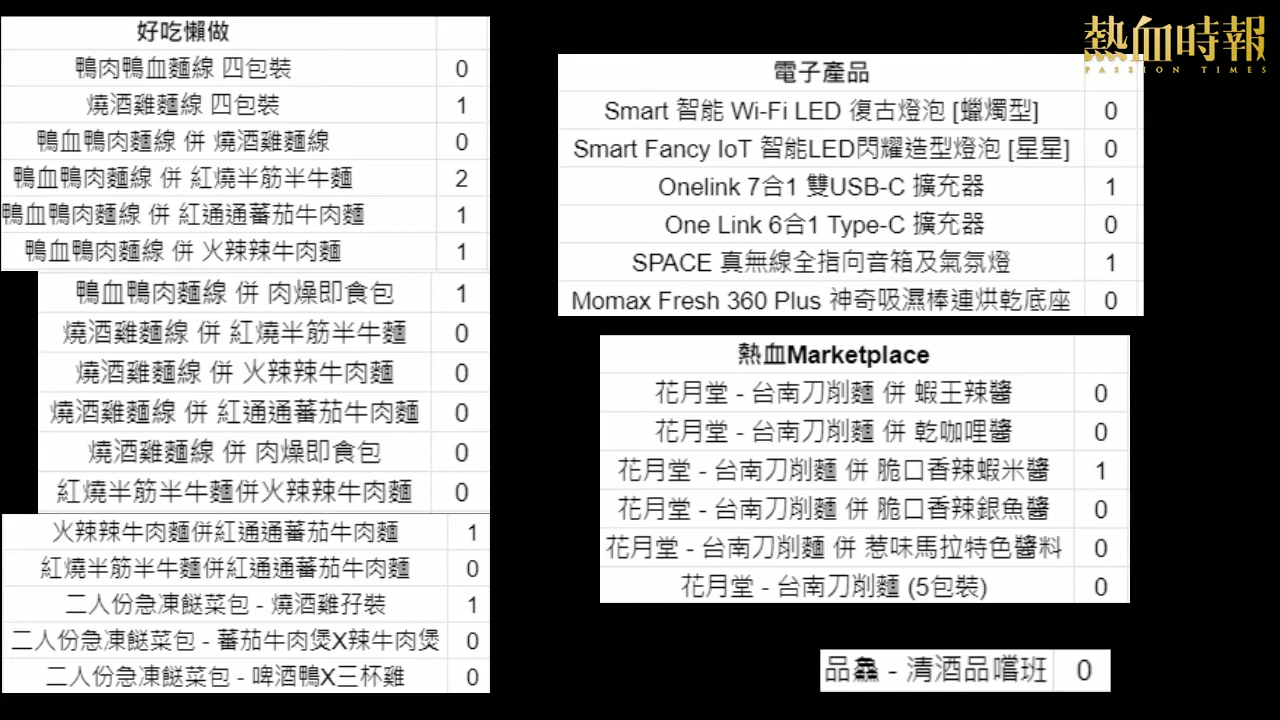 好吃懶做
鴨肉鴨血麵線 四包裝 0
燒酒雞麵線 四包裝 1
鴨血鴨肉麵線 併 燒酒雞麵線 0
鴨血鴨肉麵線 併 紅燒半筋半牛麵 2
鴨血鴨肉麵線 併 紅通通蕃茄牛肉麵 1
鴨血鴨肉麵線 併 火辣辣牛肉麵 1
鴨血鴨肉麵線 併 肉燥即食包 1
燒酒雞麵線 併 紅燒半筋半牛麵 0
燒酒雞麵線 併 火辣辣牛肉麵 0
燒酒雞麵線 併 紅通通蕃茄牛肉麵 0
燒酒雞麵線 併 肉燥即食包 0
紅燒半筋半牛麵併火辣辣牛肉麵 0
火辣辣牛肉麵併紅通通蕃茄牛肉麵 1
紅燒半筋半牛麵併紅通通蕃茄牛肉麵 0
二人份急凍餸菜包 - 燒酒雞孖裝 1
二人份急凍餸菜包 - 蕃茄牛肉煲X辣牛肉煲 0
二人份急凍餸菜包 - 啤酒鴨X三杯雞 0
熱血時報
PASSION TIMES
電子產品
Smart 智能 Wi-Fi LED 復古燈泡 [蠟燭型] 0
Smart Fancy IoT 智能LED閃耀造型燈泡 [星星] 0
Onelink 7合1 雙USB-C 擴充器 1
One Link 6合1 Type-C 擴充器 0
SPACE 真無線全指向音箱及氣氛燈 1
Momax Fresh 360 Plus 神奇吸濕棒連烘乾底座 0
熱血Marketplace
花月堂 - 台南刀削麵 併 蝦王辣醬 0
花月堂 - 台南刀削麵 併 乾咖哩醬 0
花月堂 - 台南刀削麵 併 脆口香辣蝦米醬 1
花月堂 - 台南刀削麵 併 脆口香辣銀魚醬 0
花月堂 - 台南刀削麵 併 惹味馬拉特色醬料 0
花月堂 - 台南刀削麵 (5包裝) 0
品鱻 - 清酒品嚐班 0